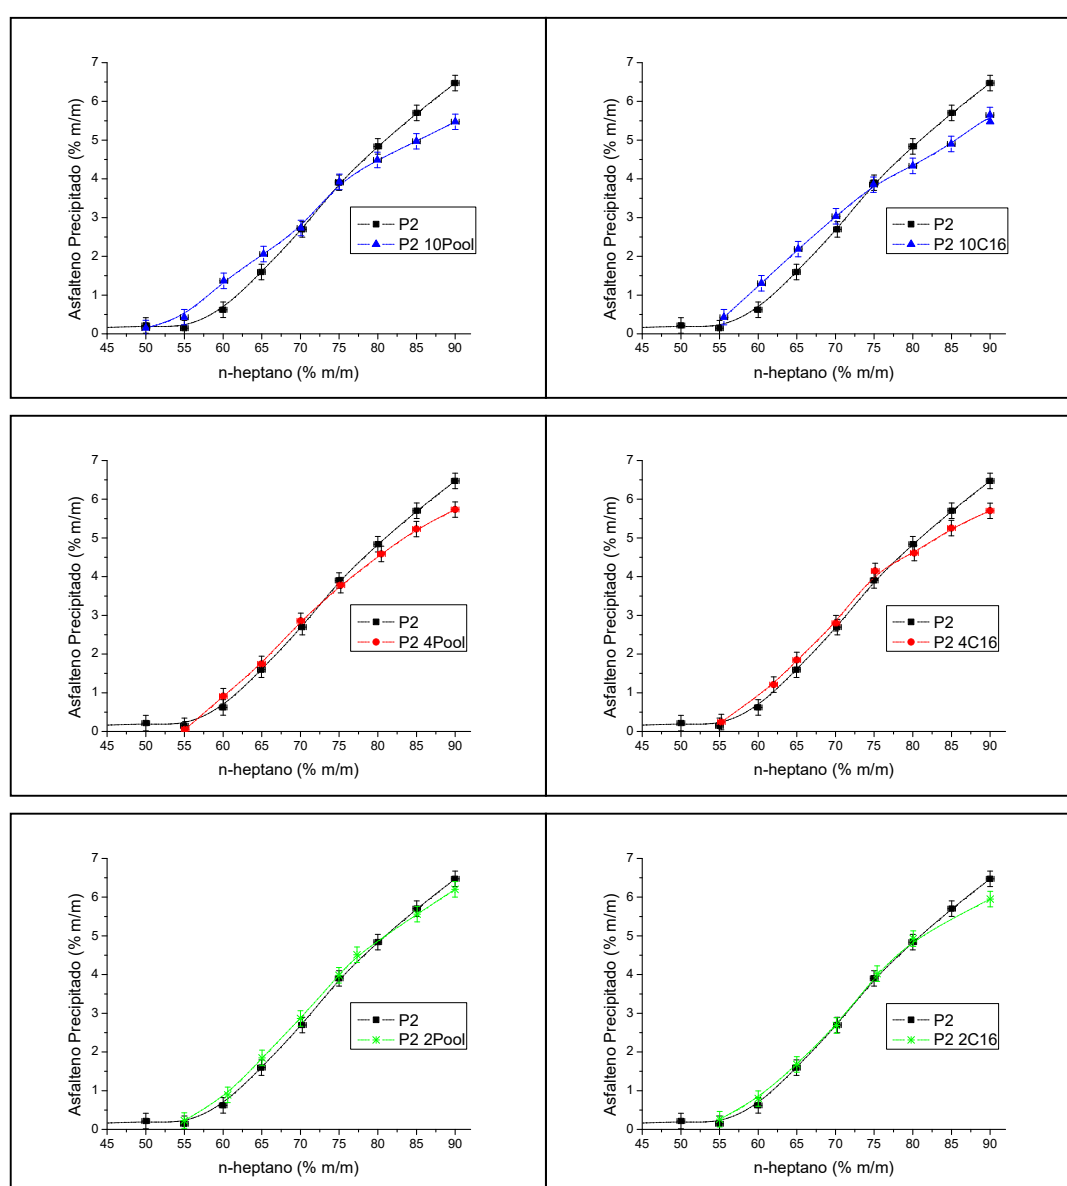 7
6
5
4
3
2
1
0
Asfalteno Precipitado (% m/m)
P2
P2 10Pool
45 50 55 60 65 70 75 80 85 90
n-heptano (% m/m)
7
6
5
4
3
2
1
0
Asfalteno Precipitado (% m/m)
P2
P2 10C16
45 50 55 60 65 70 75 80 85 90
n-heptano (% m/m)
7
6
5
4
3
2
1
0
Asfalteno Precipitado (% m/m)
P2
P2 4Pool
45 50 55 60 65 70 75 80 85 90
n-heptano (% m/m)
7
6
5
4
3
2
1
0
Asfalteno Precipitado (% m/m)
P2
P2 4C16
45 50 55 60 65 70 75 80 85 90
n-heptano (% m/m)
7
6
5
4
3
2
1
0
Asfalteno Precipitado (% m/m)
P2
P2 2Pool
45 50 55 60 65 70 75 80 85 90
n-heptano (% m/m)
7
6
5
4
3
2
1
0
Asfalteno Precipitado (% m/m)
P2
P2 2C16
45 50 55 60 65 70 75 80 85 90
n-heptano (% m/m)